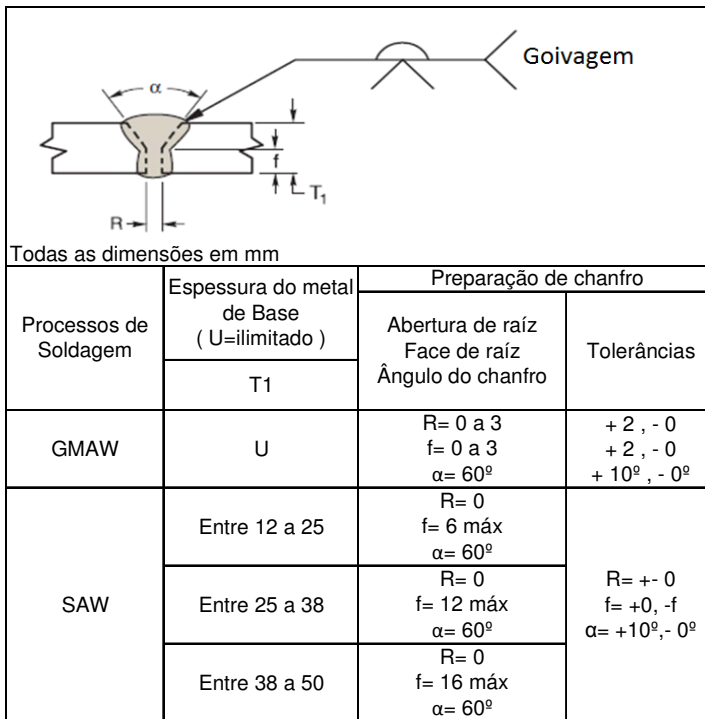 Goivagem
α
f
T1
R
Todas as dimensões em mm
Processos de
Soldagem
Espessura do metal
de Base
( U=ilimitado )
T1
Preparação de chanfro
Abertura de raíz
Face de raíz
Ângulo do chanfro
Tolerâncias
GMAW
U
R= 0 a 3
f= 0 a 3
α= 60º
+ 2 , - 0
+ 2 , - 0
+ 10º , - 0º
SAW
Entre 12 a 25
R= 0
f= 6 máx
α= 60º
Entre 25 a 38
R= 0
f= 12 máx
α= 60º
Entre 38 a 50
R= 0
f= 16 máx
α= 60º
R= +- 0
f= +0, -f
α= +10º,- 0º